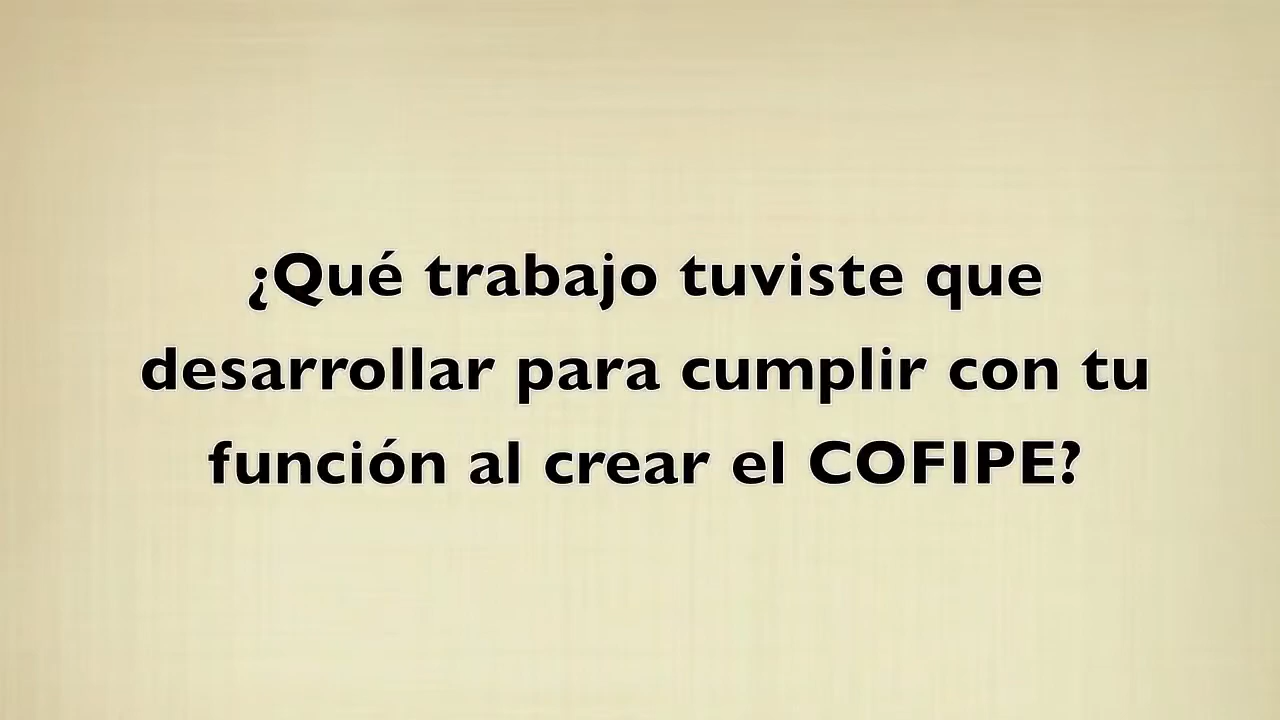 ¿Qué trabajo tuviste que
desarrollar para cumplir con tu
función al crear el COFIPE?